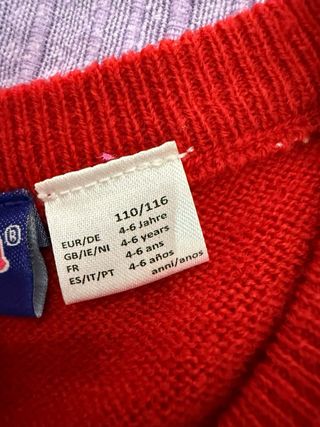 110/116
EUR/DE 4-6 Jahre
GB/IE/NI 4-6 years
FR 4-6 ans
ES/IT/PT 4-6 años
anni/anos
®